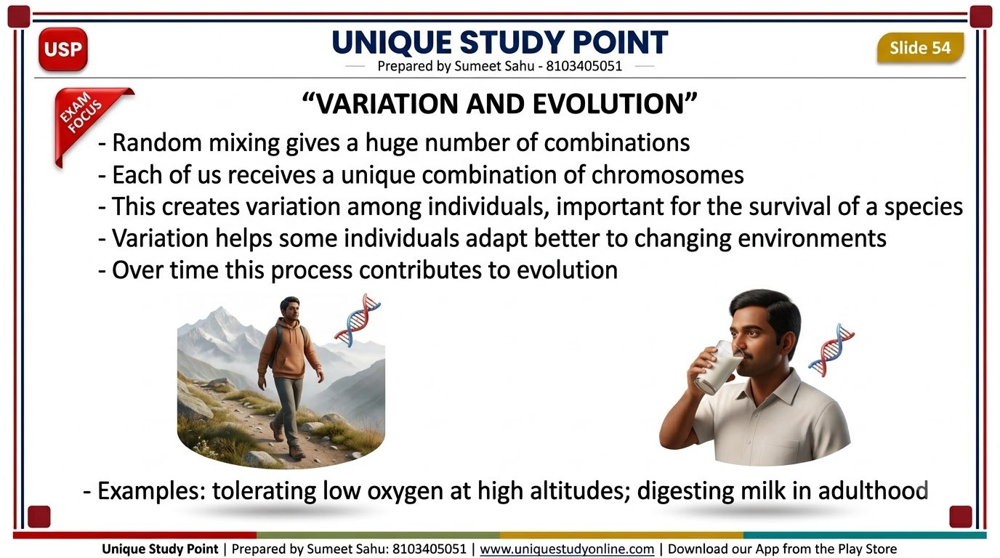 USP
UNIQUE STUDY POINT
Prepared by Sumeet Sahu - 8103405051
Slide 54
EXAM
FOCUS
“VARIATION AND EVOLUTION”
- Random mixing gives a huge number of combinations
- Each of us receives a unique combination of chromosomes
- This creates variation among individuals, important for the survival of a species
- Variation helps some individuals adapt better to changing environments
- Over time this process contributes to evolution
- Examples: tolerating low oxygen at high altitudes; digesting milk in adulthood
Unique Study Point | Prepared by Sumeet Sahu: 8103405051 | www.uniquestudyonline.com | Download our App from the Play Store